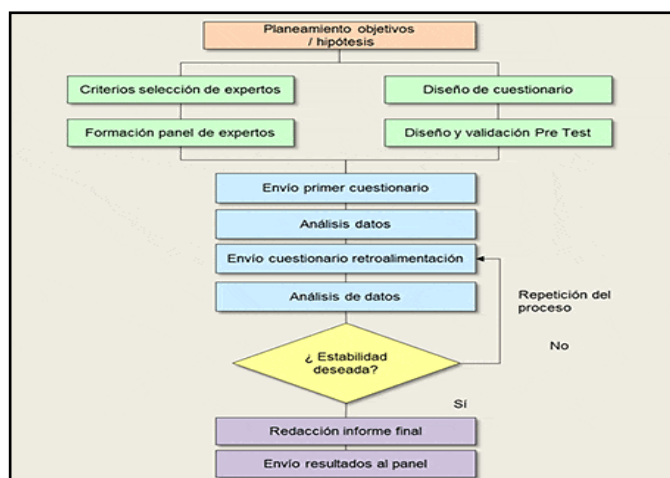 Planeamiento objetivos
/ hipótesis
Criterios selección de expertos
Diseño de cuestionario
Formación panel de expertos
Diseño y validación Pre Test
Envío primer cuestionario
Análisis datos
Envío cuestionario retroalimentación
Análisis de datos
Repetición del
proceso
¿ Estabilidad
deseada?
No
Sí
Redacción informe final
Envío resultados al panel